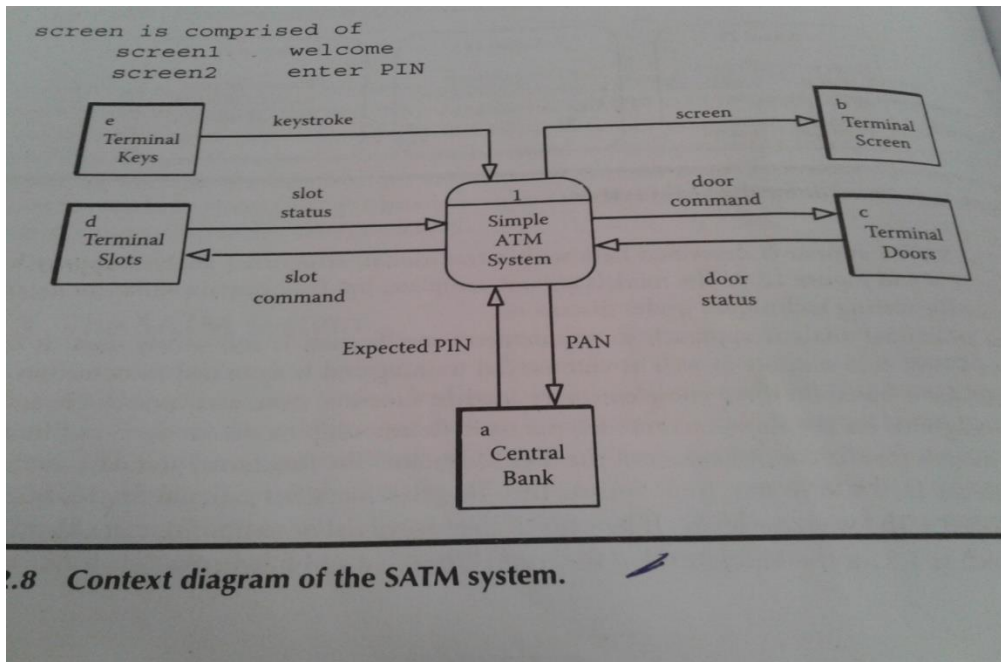 screen is comprised of
screen1 welcome
screen2 enter PIN
e
Terminal
Keys
keystroke
screen
b
Terminal
Screen
d
Terminal
Slots
slot
status
slot
command
1
Simple
ATM
System
door
command
door
status
c
Terminal
Doors
Expected PIN
PAN
a
Central
Bank
.8 Context diagram of the SATM system.